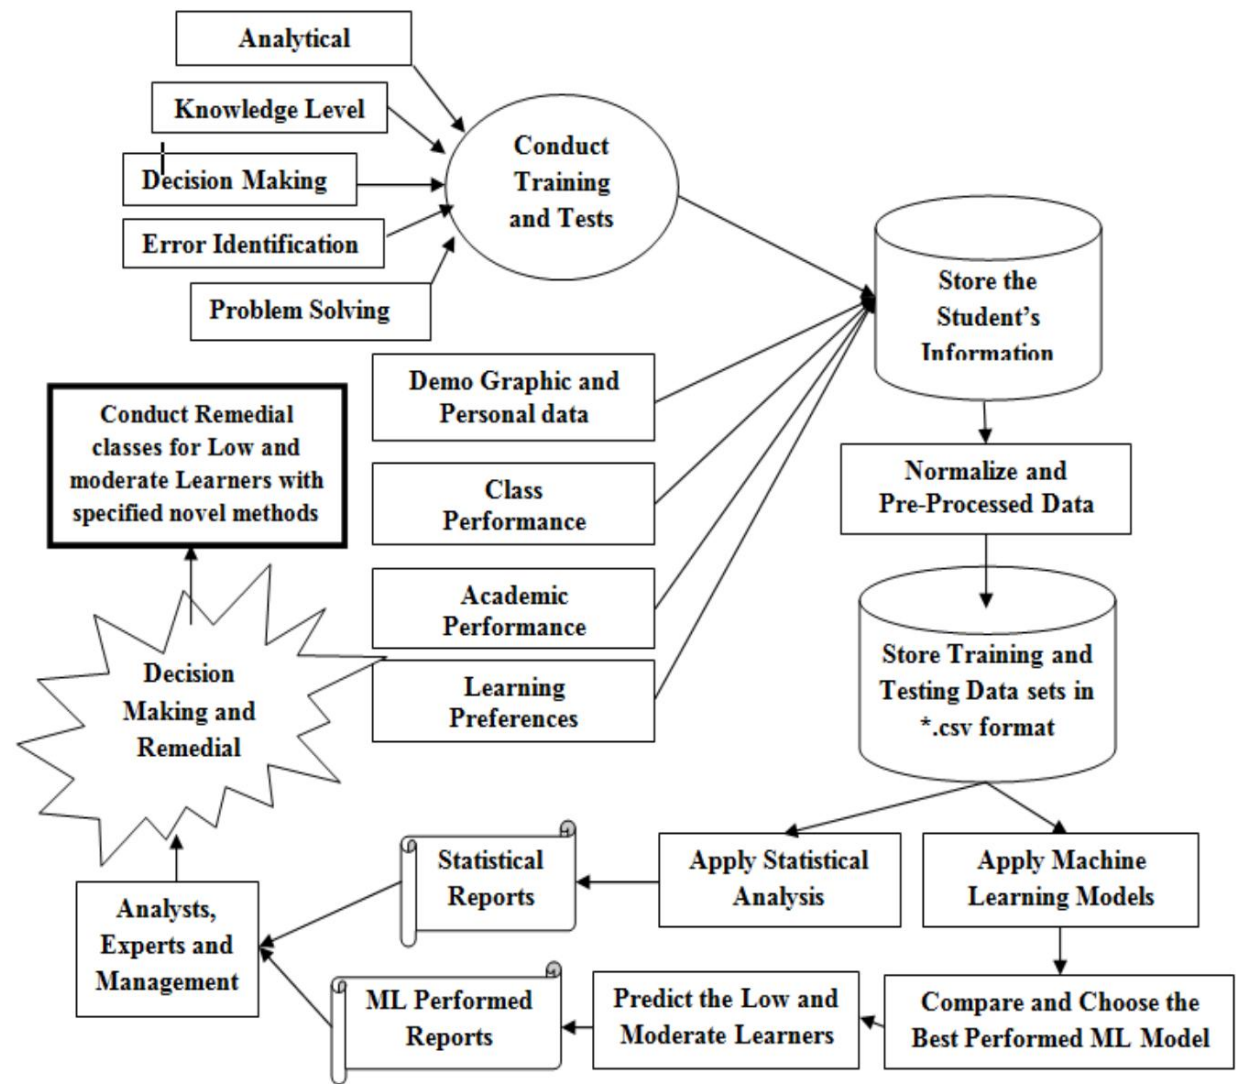 Analytical
Knowledge Level
Decision Making
Error Identification
Problem Solving
Conduct
Training
and Tests
Store the
Student’s
Information
Demo Graphic and
Personal data
Class
Performance
Academic
Performance
Learning
Preferences
Normalize and
Pre-Processed Data
Store Training and
Testing Data sets in
*.csv format
Apply Statistical
Analysis
Apply Machine
Learning Models
Compare and Choose the
Best Performed ML Model
Predict the Low and
Moderate Learners
Statistical
Reports
ML Performed
Reports
Analysts,
Experts and
Management
Decision
Making and
Remedial
Conduct Remedial
classes for Low and
moderate Learners with
specified novel methods